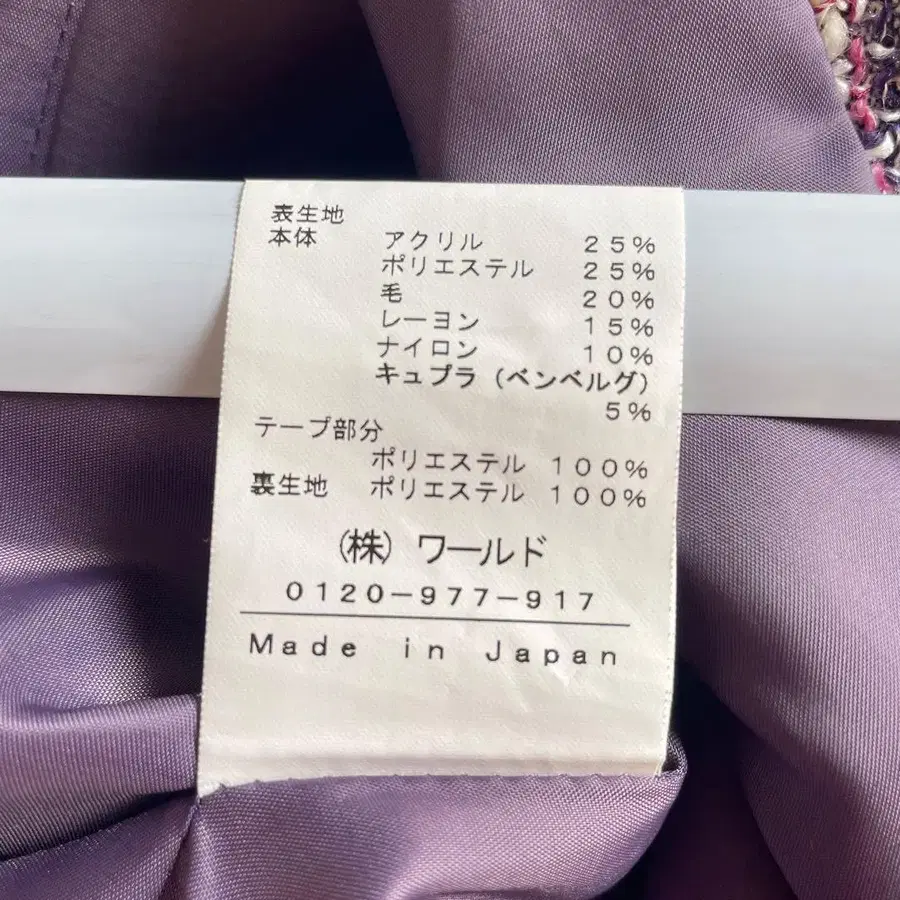 表生地
本体 アクリル 25%
ポリエステル 25%
毛 20%
レーヨン 15%
ナイロン 10%
キュプラ（ベンベルグ）
5%
テープ部分
ポリエステル 100%
裏生地 ポリエステル 100%
（株）ワールド
0120-977-917
Made in Japan